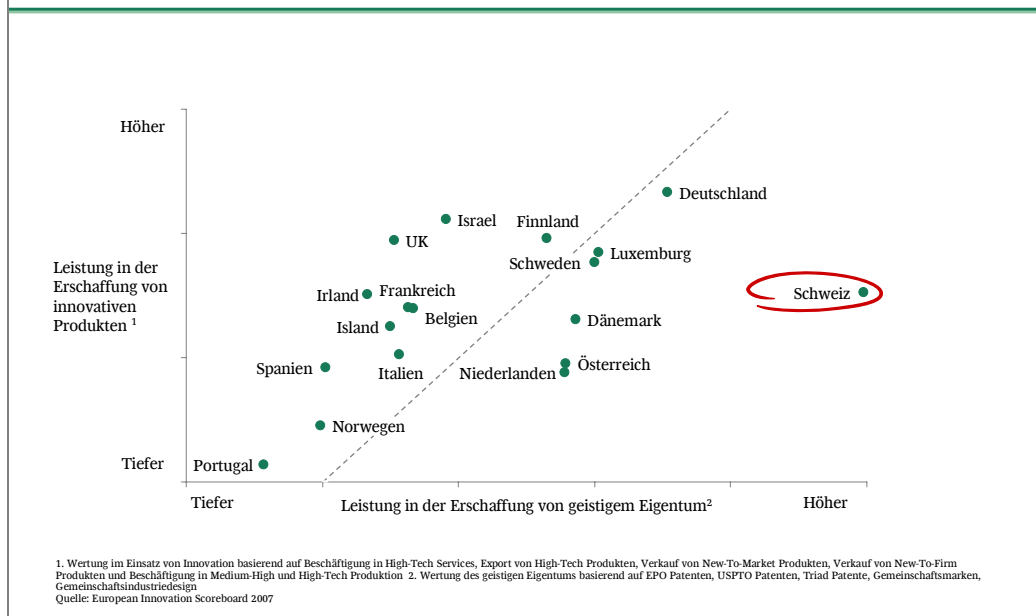 Höher
Deutschland
Israel
Finnland
UK
Luxemburg
Schweden
Leistung in der
Erschaffung von
innovativen
Produkten ¹
Irland
Frankreich
Schweiz
Belgien
Island
Dänemark
Spanien
Italien
Niederlanden
Österreich
Norwegen
Tiefer
Portugal
Tiefer
Leistung in der Erschaffung von geistigem Eigentum²
Höher
1. Wertung im Einsatz von Innovation basierend auf Beschäftigung in High-Tech Services, Export von High-Tech Produkten, Verkauf von New-To-Market Produkten, Verkauf von New-To-Firm
Produkten und Beschäftigung in Medium-High und High-Tech Produktion 2. Wertung des geistigen Eigentums basierend auf EPO Patenten, USPTO Patenten, Triad Patente, Gemeinschaftsmarken,
Gemeinschaftsindustriedesign
Quelle: European Innovation Scoreboard 2007